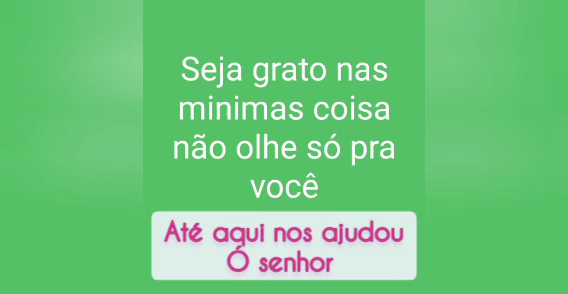 Seja grato nas
minimas coisa
não olhe só pra
você
Até aqui nos ajudou
Ó senhor